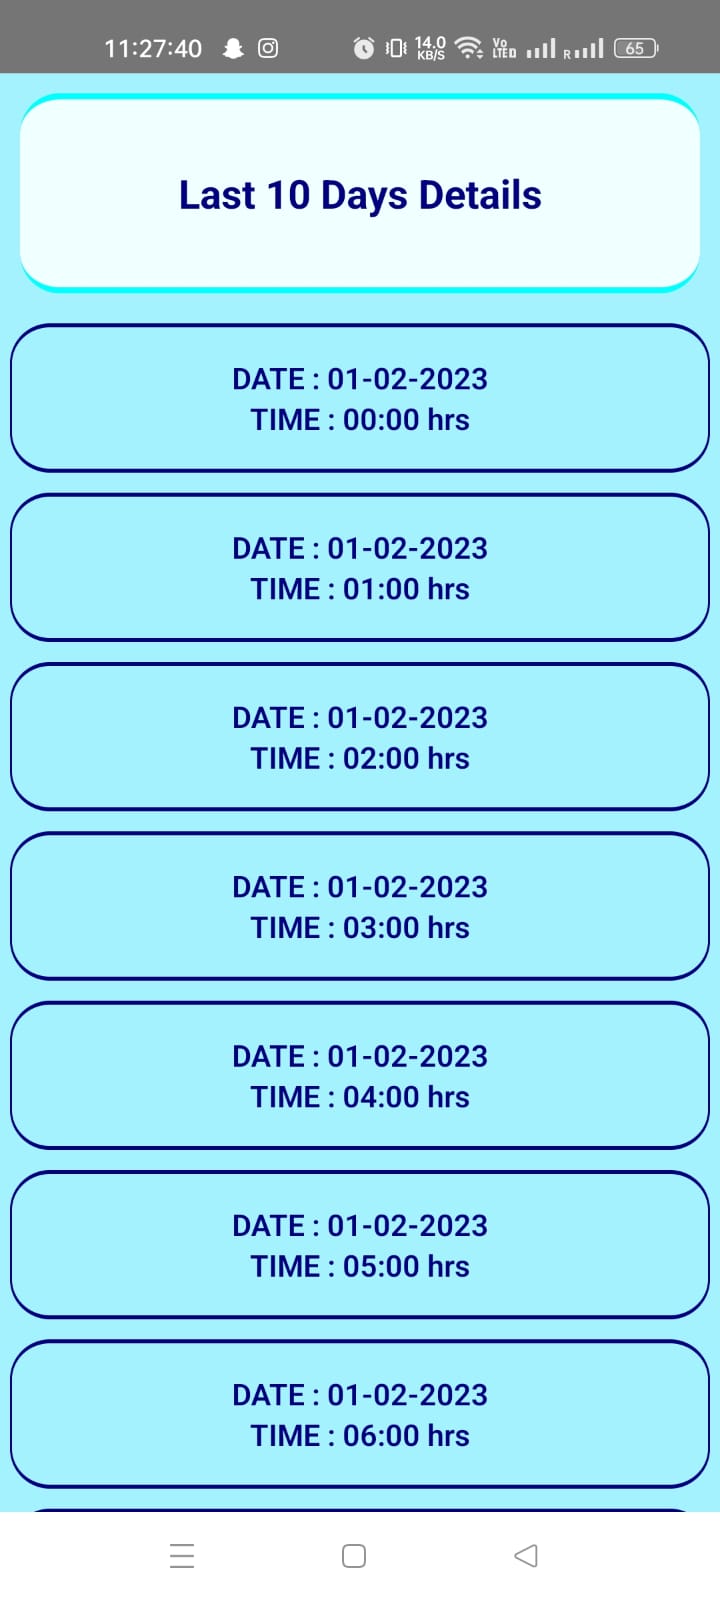 11:27:40 14.0 KB/S Vo LTED R 65
Last 10 Days Details
DATE : 01-02-2023
TIME : 00:00 hrs
DATE : 01-02-2023
TIME : 01:00 hrs
DATE : 01-02-2023
TIME : 02:00 hrs
DATE : 01-02-2023
TIME : 03:00 hrs
DATE : 01-02-2023
TIME : 04:00 hrs
DATE : 01-02-2023
TIME : 05:00 hrs
DATE : 01-02-2023
TIME : 06:00 hrs